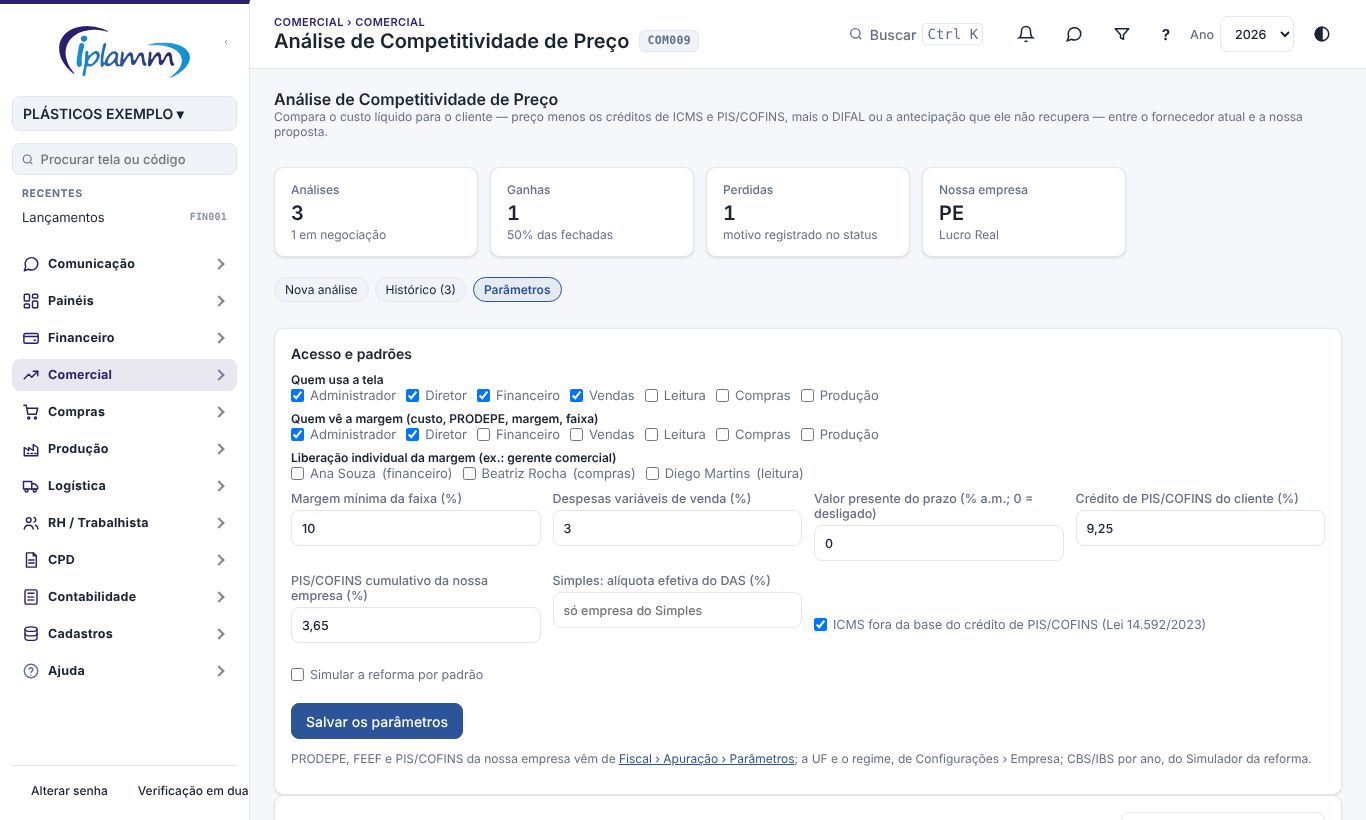 iplamm
‹
PLÁSTICOS EXEMPLO ▾
Procurar tela ou código
RECENTES
Lançamentos FIN001
Comunicação
Painéis
Financeiro
Comercial
Compras
Produção
Logística
RH / Trabalhista
CPD
Contabilidade
Cadastros
Ajuda
Alterar senha Verificação em dua
COMERCIAL › COMERCIAL
Análise de Competitividade de Preço COM009
Buscar Ctrl K
? Ano 2026
Análise de Competitividade de Preço
Compara o custo líquido para o cliente — preço menos os créditos de ICMS e PIS/COFINS, mais o DIFAL ou a antecipação que ele não recupera — entre o fornecedor atual e a nossa
proposta.
Análises
3
1 em negociação
Ganhas
1
50% das fechadas
Perdidas
1
motivo registrado no status
Nossa empresa
PE
Lucro Real
Nova análise Histórico (3) Parâmetros
Acesso e padrões
Quem usa a tela
Administrador Diretor Financeiro Vendas Leitura Compras Produção
Quem vê a margem (custo, PRODEPE, margem, faixa)
Administrador Diretor Financeiro Vendas Leitura Compras Produção
Liberação individual da margem (ex.: gerente comercial)
Ana Souza (financeiro) Beatriz Rocha (compras) Diego Martins (leitura)
Margem mínima da faixa (%)
10
Despesas variáveis de venda (%)
3
Valor presente do prazo (% a.m.; 0 =
desligado)
0
Crédito de PIS/COFINS do cliente (%)
9,25
PIS/COFINS cumulativo da nossa
empresa (%)
3,65
Simples: alíquota efetiva do DAS (%)
só empresa do Simples
ICMS fora da base do crédito de PIS/COFINS (Lei 14.592/2023)
Simular a reforma por padrão
Salvar os parâmetros
PRODEPE, FEEF e PIS/COFINS da nossa empresa vêm de Fiscal › Apuração › Parâmetros; a UF e o regime, de Configurações › Empresa; CBS/IBS por ano, do Simulador da reforma.